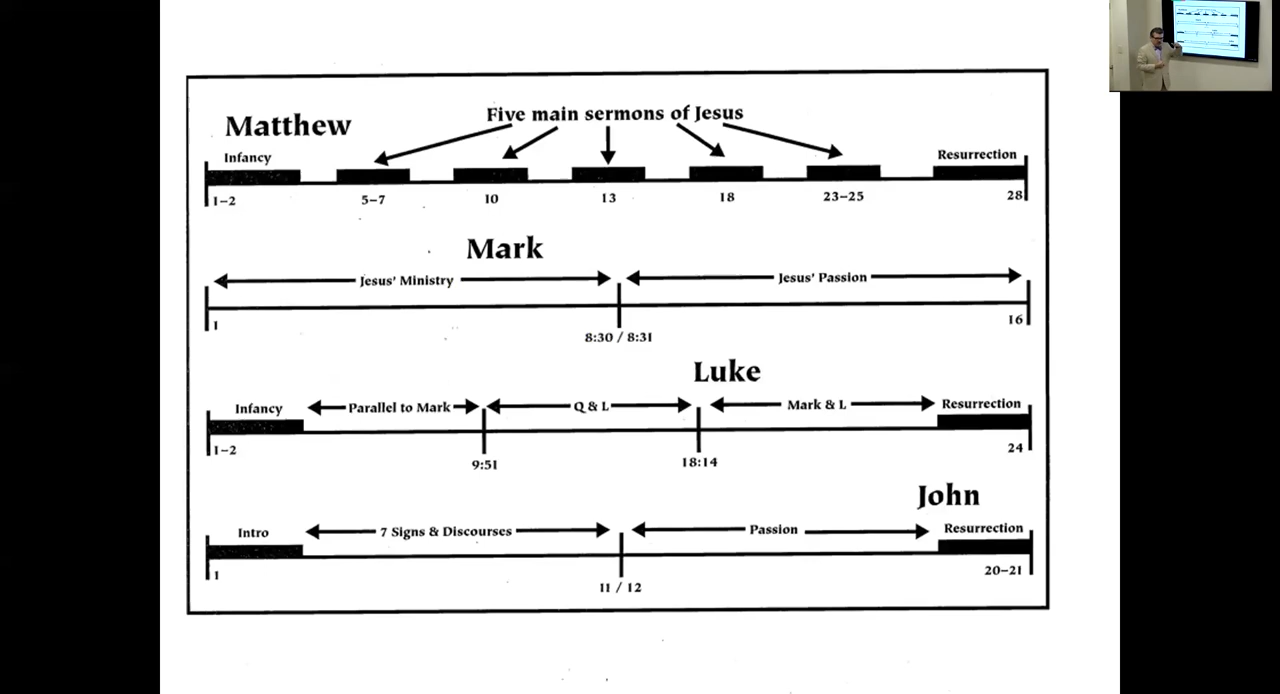 Five main sermons of Jesus
Matthew
Infancy
Resurrection
1–2
5–7
10
13
18
23–25
28
Mark
Jesus' Ministry
Jesus' Passion
1
8:30 / 8:31
16
Luke
Infancy
Parallel to Mark
Q & L
Mark & L
Resurrection
1–2
9:51
18:14
24
John
Intro
7 Signs & Discourses
Passion
Resurrection
1
11 / 12
20–21